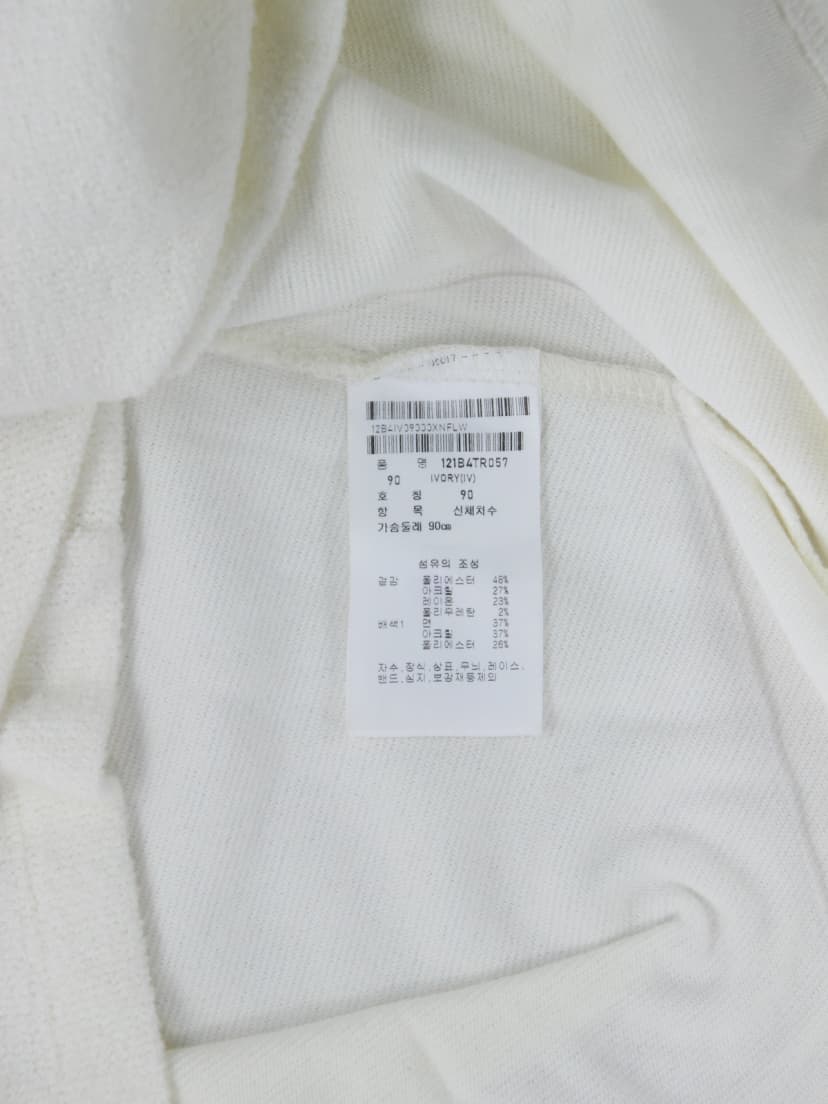 12B4IV09000XNFLW
품 명 121B4TR057
90 IVORY(IV)
호 칭 90
항 목 신체치수
가슴둘레 90㎝
섬유의 조성
겉감 폴리에스터 48%
아크릴 27%
레이온 23%
폴리우레탄 2%
배색1 면 37%
아크릴 37%
폴리에스터 26%
자수,장식,상표,무늬,레이스,
밴드,심지,보강재등제외